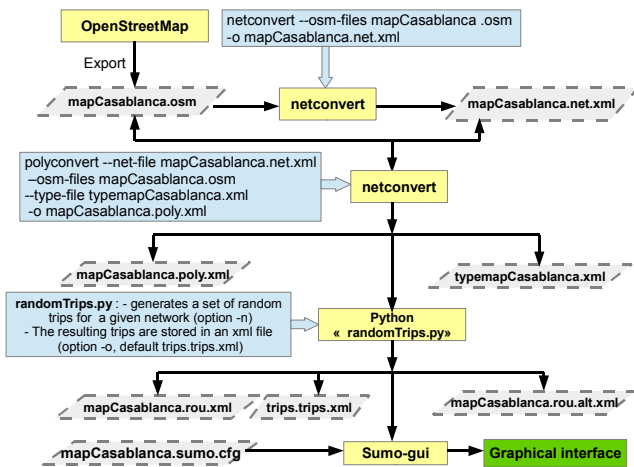 OpenStreetMap
netconvert --osm-files mapCasablanca .osm
-o mapCasablanca.net.xml
Export
mapCasablanca.osm
netconvert
mapCasablanca.net.xml
polyconvert --net-file mapCasablanca.net.xml
–osm-files mapCasablanca.osm
--type-file typemapCasablanca.xml
-o mapCasablanca.poly.xml
netconvert
mapCasablanca.poly.xml
typemapCasablanca.xml
randomTrips.py : - generates a set of random
trips for a given network (option -n)
- The resulting trips are stored in an xml file
(option -o, default trips.trips.xml)
Python
« randomTrips.py»
mapCasablanca.rou.xml
trips.trips.xml
mapCasablanca.rou.alt.xml
mapCasablanca.sumo.cfg
Sumo-gui
Graphical interface